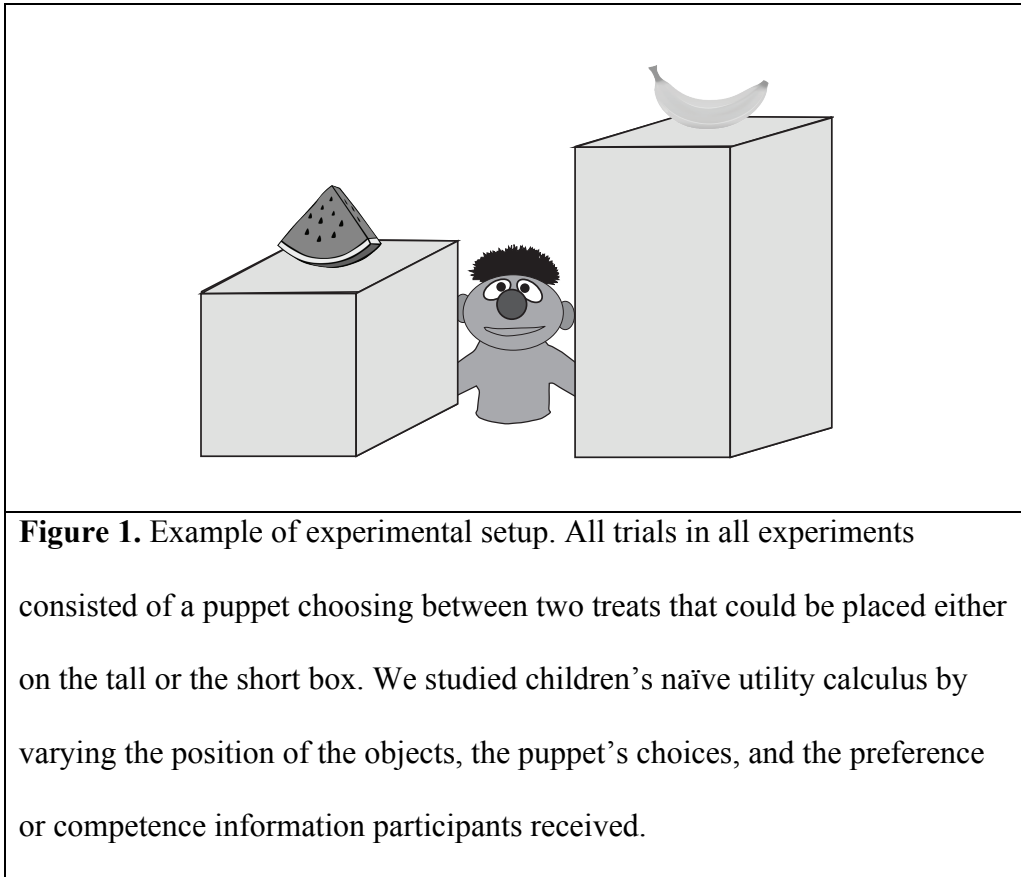 Figure 1. Example of experimental setup. All trials in all experiments
consisted of a puppet choosing between two treats that could be placed either
on the tall or the short box. We studied children’s naïve utility calculus by
varying the position of the objects, the puppet’s choices, and the preference
or competence information participants received.